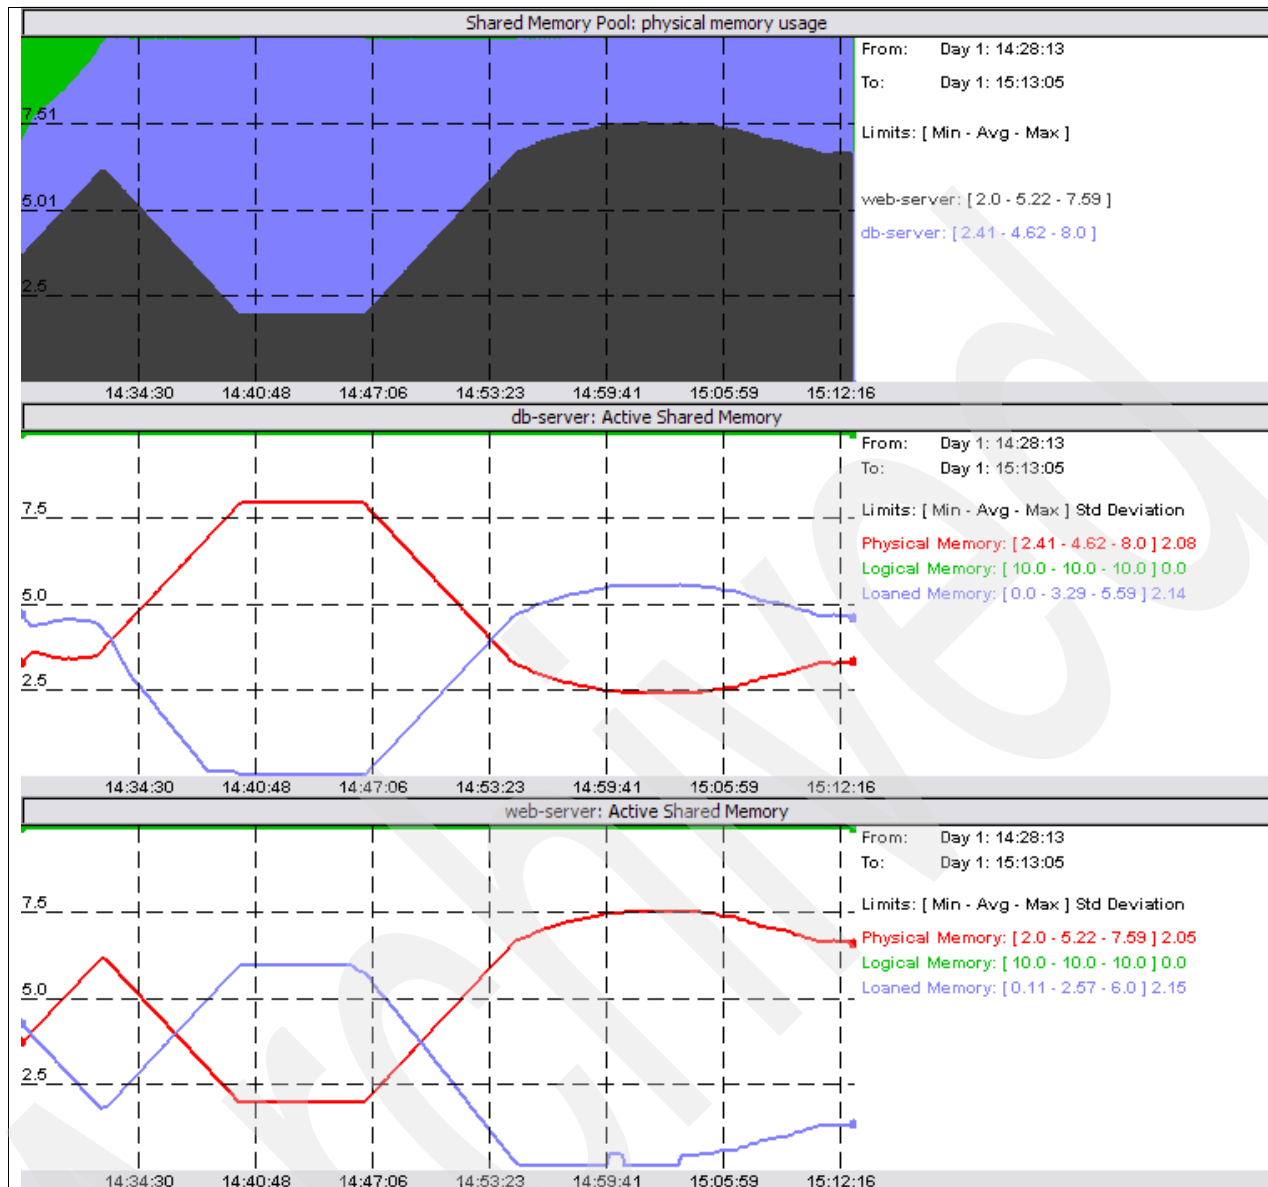 Shared Memory Pool: physical memory usage
From: Day 1: 14:28:13
To: Day 1: 15:13:05
Limits: [ Min - Avg - Max ]
web-server: [ 2.0 - 5.22 - 7.59 ]
db-server: [ 2.41 - 4.62 - 8.0 ]
7.51
5.01
2.5
14:34:30 14:40:48 14:47:06 14:53:23 14:59:41 15:05:59 15:12:16
db-server: Active Shared Memory
From: Day 1: 14:28:13
To: Day 1: 15:13:05
Limits: [ Min - Avg - Max ] Std Deviation
Physical Memory: [ 2.41 - 4.62 - 8.0 ] 2.08
Logical Memory: [ 10.0 - 10.0 - 10.0 ] 0.0
Loaned Memory: [ 0.0 - 3.29 - 5.59 ] 2.14
7.5
5.0
2.5
14:34:30 14:40:48 14:47:06 14:53:23 14:59:41 15:05:59 15:12:16
web-server: Active Shared Memory
From: Day 1: 14:28:13
To: Day 1: 15:13:05
Limits: [ Min - Avg - Max ] Std Deviation
Physical Memory: [ 2.0 - 5.22 - 7.59 ] 2.05
Logical Memory: [ 10.0 - 10.0 - 10.0 ] 0.0
Loaned Memory: [ 0.11 - 2.57 - 6.0 ] 2.15
7.5
5.0
2.5
14:34:30 14:40:48 14:47:06 14:53:23 14:59:41 15:05:59 15:12:16
Archived